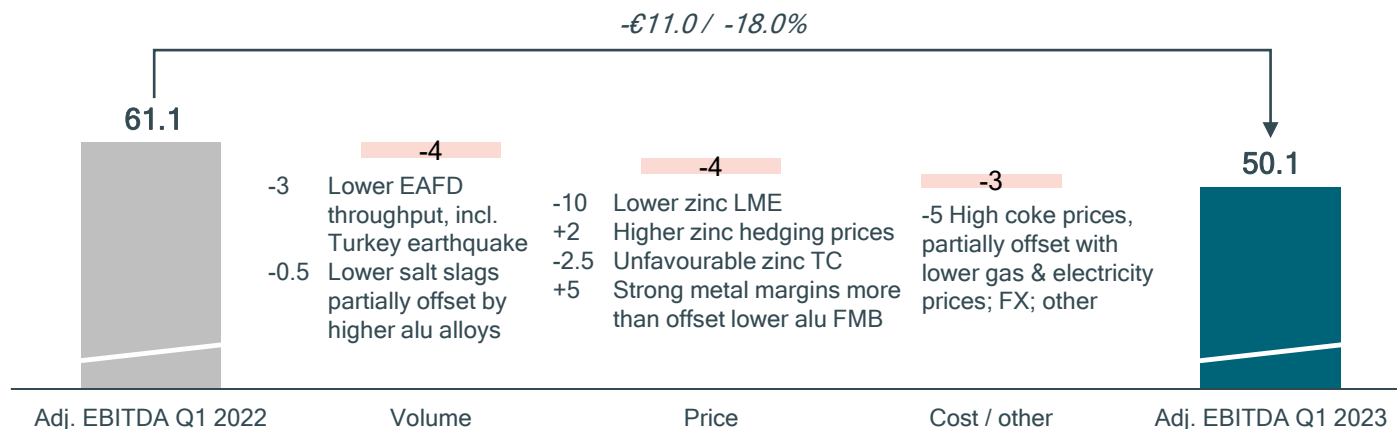 -€11.0 / -18.0%
61.1
-4
-3 Lower EAFD
throughput, incl.
Turkey earthquake
-0.5 Lower salt slags
partially offset by
higher alu alloys
-4
-10 Lower zinc LME
+2 Higher zinc hedging prices
-2.5 Unfavourable zinc TC
+5 Strong metal margins more
than offset lower alu FMB
-3
-5 High coke prices,
partially offset with
lower gas & electricity
prices; FX; other
50.1
Adj. EBITDA Q1 2022
Volume
Price
Cost / other
Adj. EBITDA Q1 2023